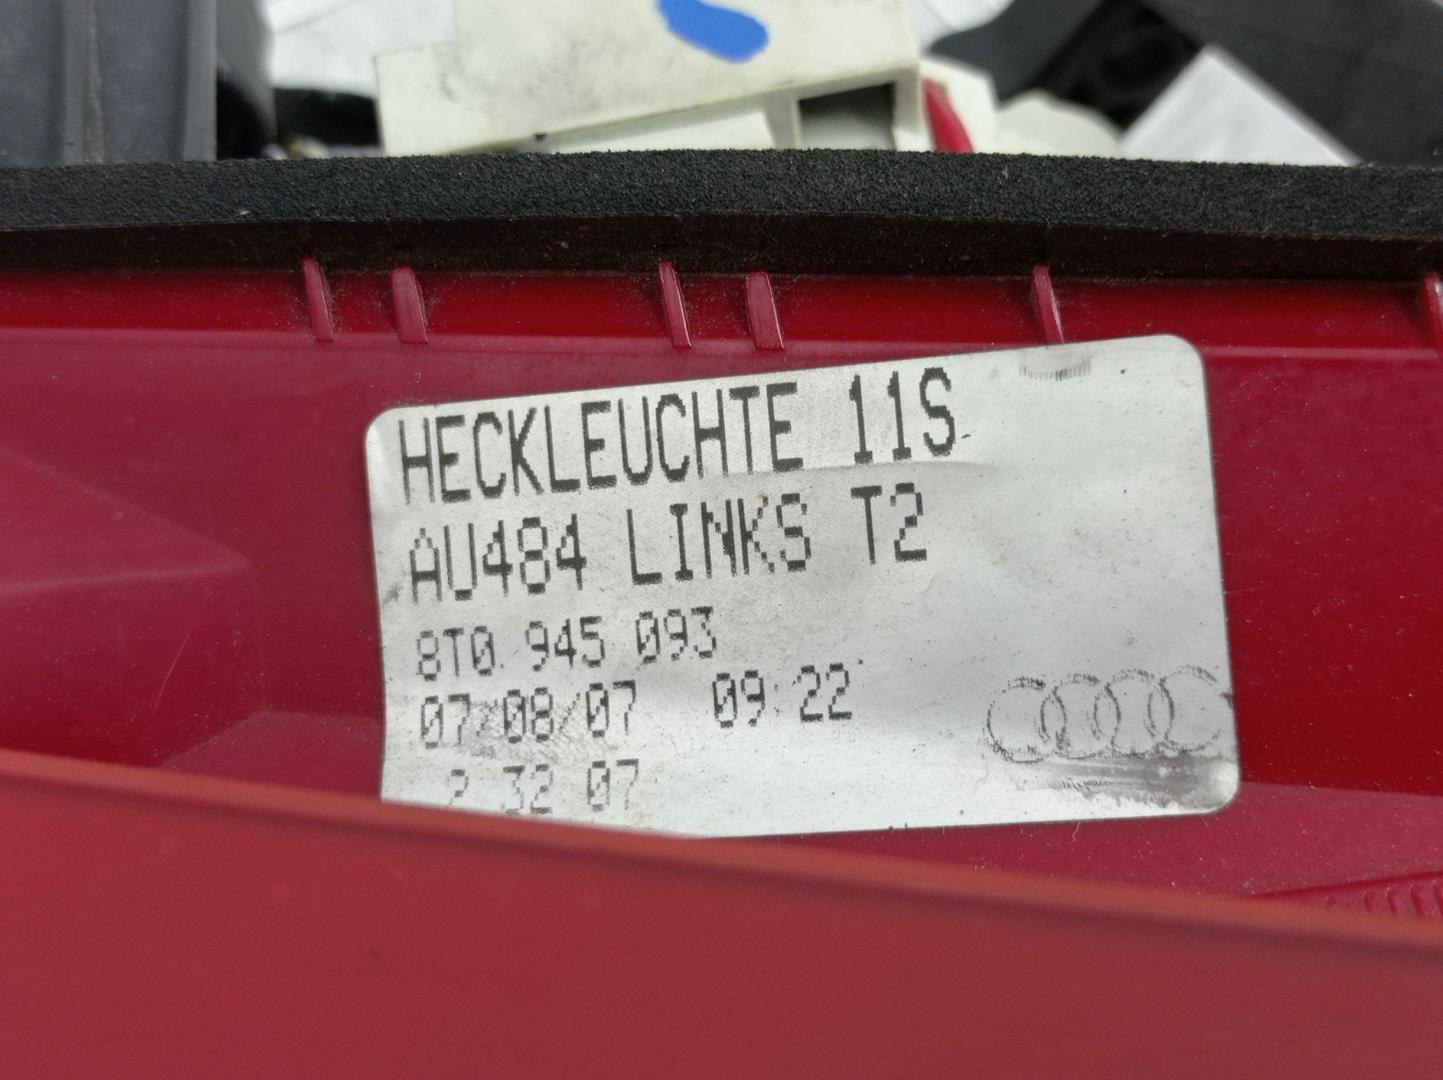 HECKLEUCHTE 11S
AU484 LINKS T2
8T0 945 093
07/08/07 09:22
2 32 07